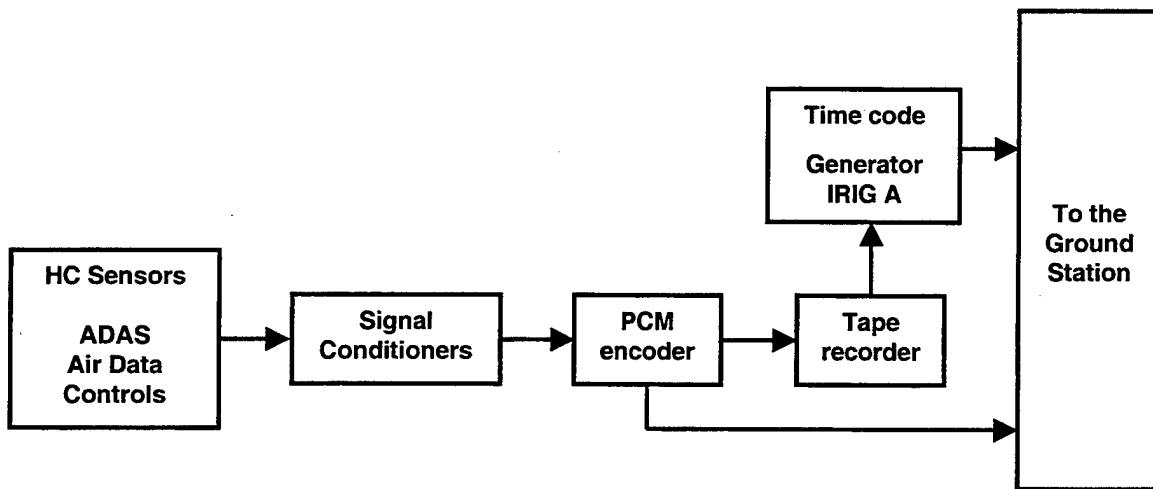 HC Sensors
ADAS
Air Data
Controls
Signal
Conditioners
PCM
encoder
Tape
recorder
Time code
Generator
IRIG A
To the
Ground
Station